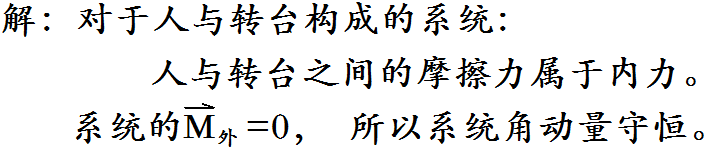 解：对于人与转台构成的系统：
人与转台之间的摩擦力属于内力。
系统的M⃗外=0， 所以系统角动量守恒。